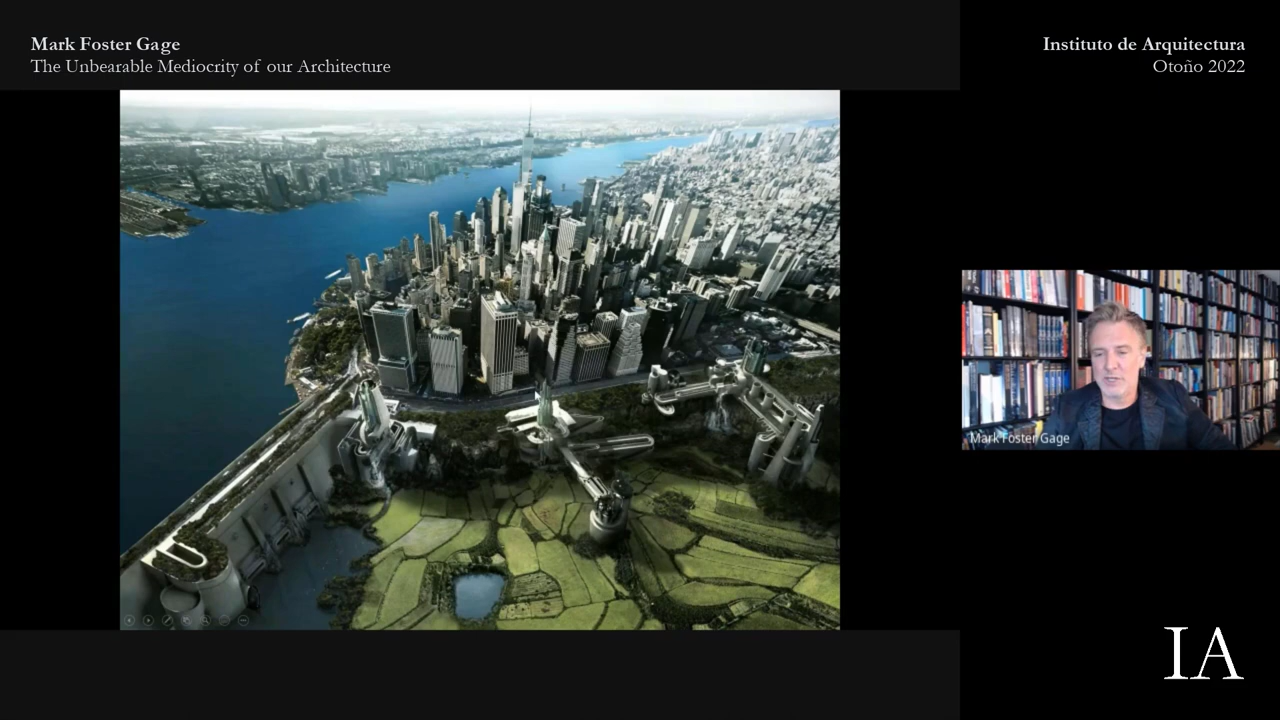 Mark Foster Gage
The Unbearable Mediocrity of our Architecture
Instituto de Arquitectura
Otoño 2022
Mark Foster Gage
IA